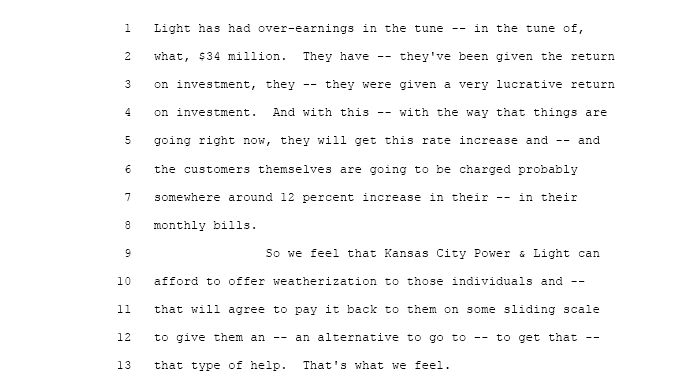 1 Light has had over-earnings in the tune -- in the tune of,
2 what, $34 million. They have -- they've been given the return
3 on investment, they -- they were given a very lucrative return
4 on investment. And with this -- with the way that things are
5 going right now, they will get this rate increase and -- and
6 the customers themselves are going to be charged probably
7 somewhere around 12 percent increase in their -- in their
8 monthly bills.
9 So we feel that Kansas City Power & Light can
10 afford to offer weatherization to those individuals and --
11 that will agree to pay it back to them on some sliding scale
12 to give them an -- an alternative to go to -- to get that --
13 that type of help. That's what we feel.